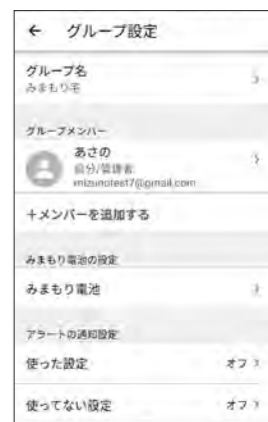 ← グループ設定
グループ名
みまもり宅
グループメンバー
あさの
自分/管理者
mizunotest7@gmail.com
+メンバーを追加する
みまもり電池の設定
みまもり電池
アラートの通知設定
使った設定 オフ
使ってない設定 オフ